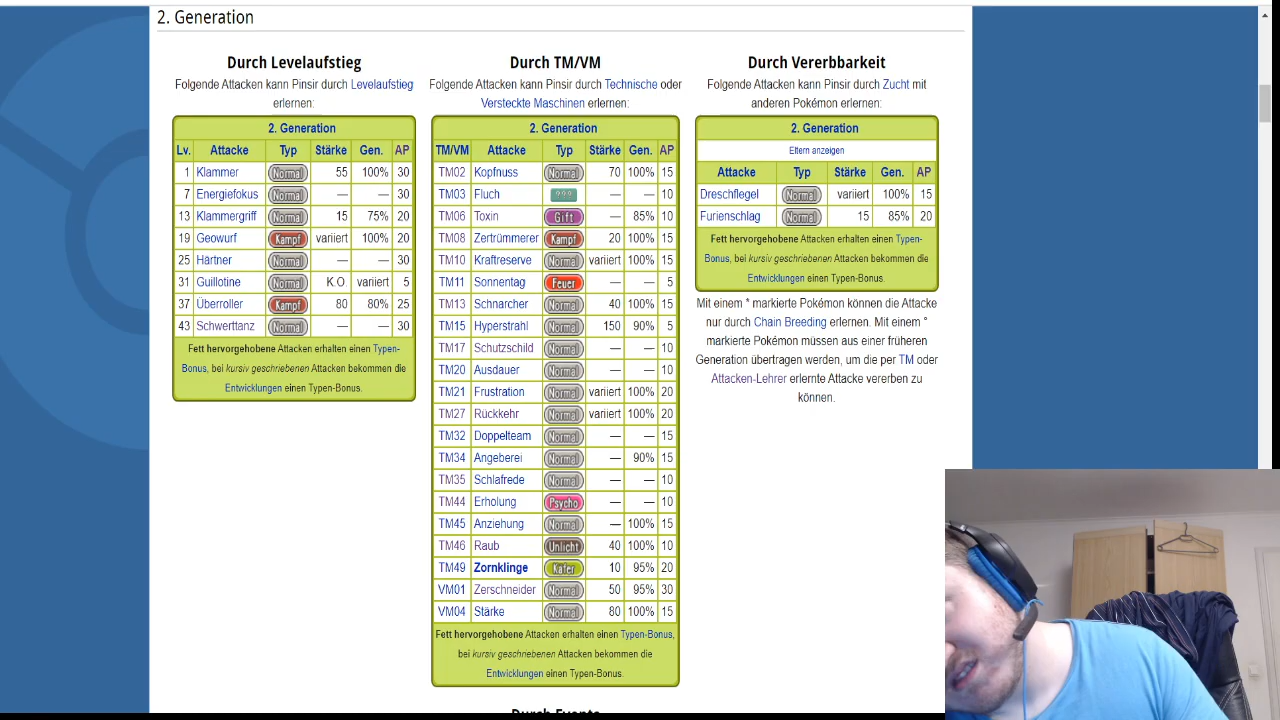 2. Generation
Durch Levelaufstieg
Folgende Attacken kann Pinsir durch Levelaufstieg
erlernen:
2. Generation
Lv. Attacke Typ Stärke Gen. AP
1 Klammer Normal 55 100% 30
7 Energiefokus Normal — — 30
13 Klammergriff Normal 15 75% 20
19 Geowurf Kampf variiert 100% 20
25 Härtner Normal — — 30
31 Guillotine Normal K.O. variiert 5
37 Überroller Kampf 80 80% 25
43 Schwerttanz Normal — — 30
Fett hervorgehobene Attacken erhalten einen Typen-
Bonus, bei kursiv geschriebenen Attacken bekommen die
Entwicklungen einen Typen-Bonus.
Durch TM/VM
Folgende Attacken kann Pinsir durch Technische oder
Versteckte Maschinen erlernen:
2. Generation
TM/VM Attacke Typ Stärke Gen. AP
TM02 Kopfnuss Normal 70 100% 15
TM03 Fluch ??? — — 10
TM06 Toxin Gift — 85% 10
TM08 Zertrümmerer Kampf 20 100% 15
TM10 Kraftreserve Normal variiert 100% 15
TM11 Sonnentag Feuer — — 5
TM13 Schnarcher Normal 40 100% 15
TM15 Hyperstrahl Normal 150 90% 5
TM17 Schutzschild Normal — — 10
TM20 Ausdauer Normal — — 10
TM21 Frustration Normal variiert 100% 20
TM27 Rückkehr Normal variiert 100% 20
TM32 Doppelteam Normal — — 15
TM34 Angeberei Normal — 90% 15
TM35 Schlafrede Normal — — 10
TM44 Erholung Psycho — — 10
TM45 Anziehung Normal — 100% 15
TM46 Raub Unlicht 40 100% 10
TM49 Zornklinge Käfer 10 95% 20
VM01 Zerschneider Normal 50 95% 30
VM04 Stärke Normal 80 100% 15
Fett hervorgehobene Attacken erhalten einen Typen-Bonus,
bei kursiv geschriebenen Attacken bekommen die
Entwicklungen einen Typen-Bonus.
Durch Vererbbarkeit
Folgende Attacken kann Pinsir durch Zucht mit
anderen Pokémon erlernen:
2. Generation
Eltern anzeigen
Attacke Typ Stärke Gen. AP
Dreschflegel Normal variiert 100% 15
Furienschlag Normal 15 85% 20
Fett hervorgehobene Attacken erhalten einen Typen-
Bonus, bei kursiv geschriebenen Attacken bekommen die
Entwicklungen einen Typen-Bonus.
Mit einem * markierte Pokémon können die Attacke
nur durch Chain Breeding erlernen. Mit einem °
markierte Pokémon müssen aus einer früheren
Generation übertragen werden, um die per TM oder
Attacken-Lehrer erlernte Attacke vererben zu
können.
Durch Events